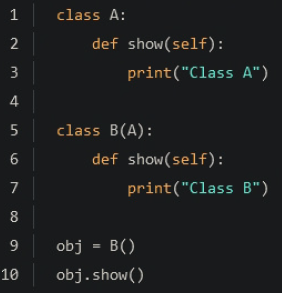 1 class A:
2     def show(self):
3         print("Class A")
4
5 class B(A):
6     def show(self):
7         print("Class B")
8
9 obj = B()
10 obj.show()